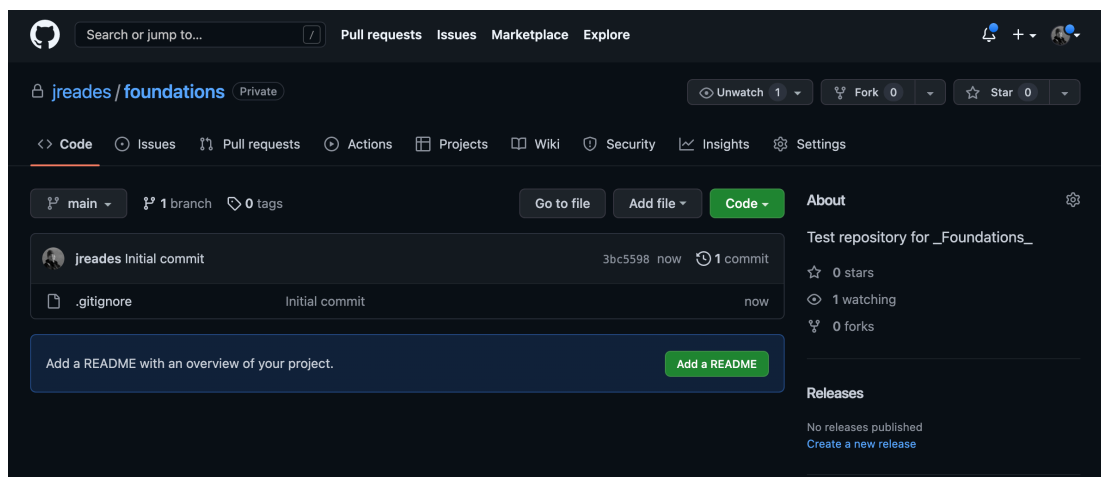 Search or jump to... /
Pull requests Issues Marketplace Explore
jreades / foundations Private
Unwatch 1 Fork 0 Star 0
Code Issues Pull requests Actions Projects Wiki Security Insights Settings
main 1 branch 0 tags Go to file Add file Code
jreades Initial commit 3bc5598 now 1 commit
.gitignore Initial commit now
Add a README with an overview of your project. Add a README
About
Test repository for _Foundations_
0 stars
1 watching
0 forks
Releases
No releases published
Create a new release